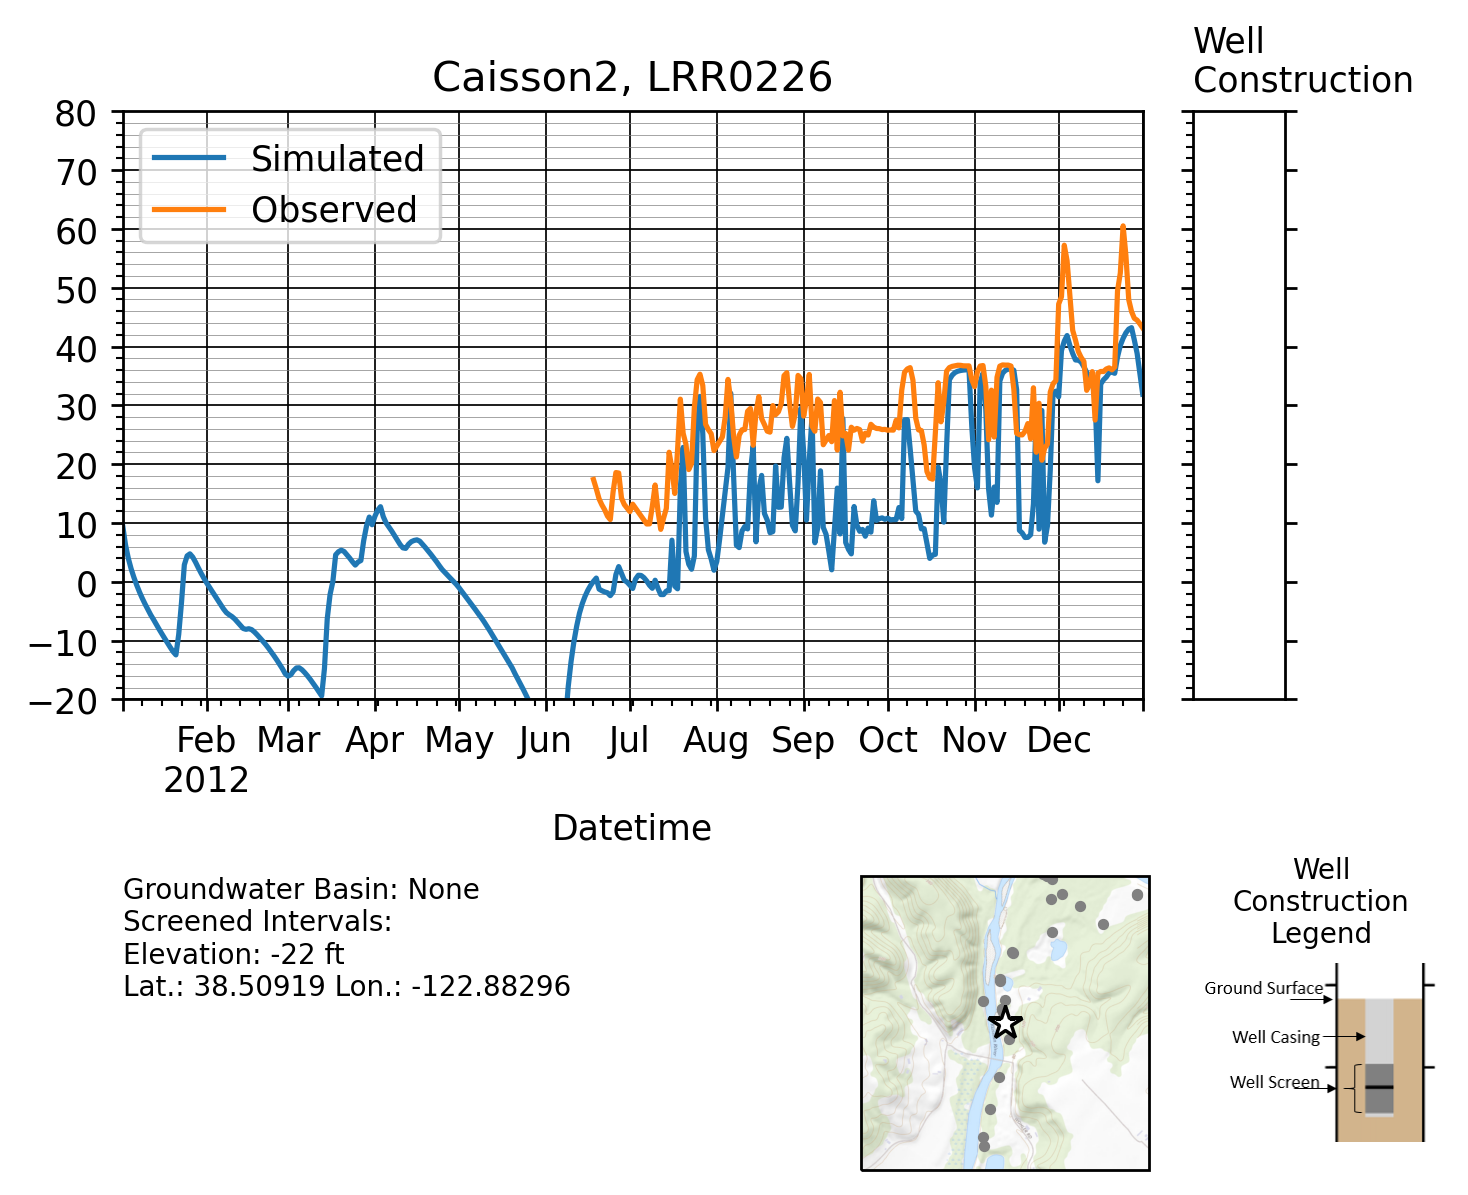 Well
Construction
Caisson2, LRR0226
80
70
60
50
40
30
20
10
0
−10
−20
Simulated
Observed
Feb
2012
Mar
Apr
May
Jun
Jul
Aug
Sep
Oct
Nov
Dec
Datetime
Groundwater Basin: None
Screened Intervals:
Elevation: -22 ft
Lat.: 38.50919 Lon.: -122.88296
Well
Construction
Legend
Ground Surface
Well Casing
Well Screen